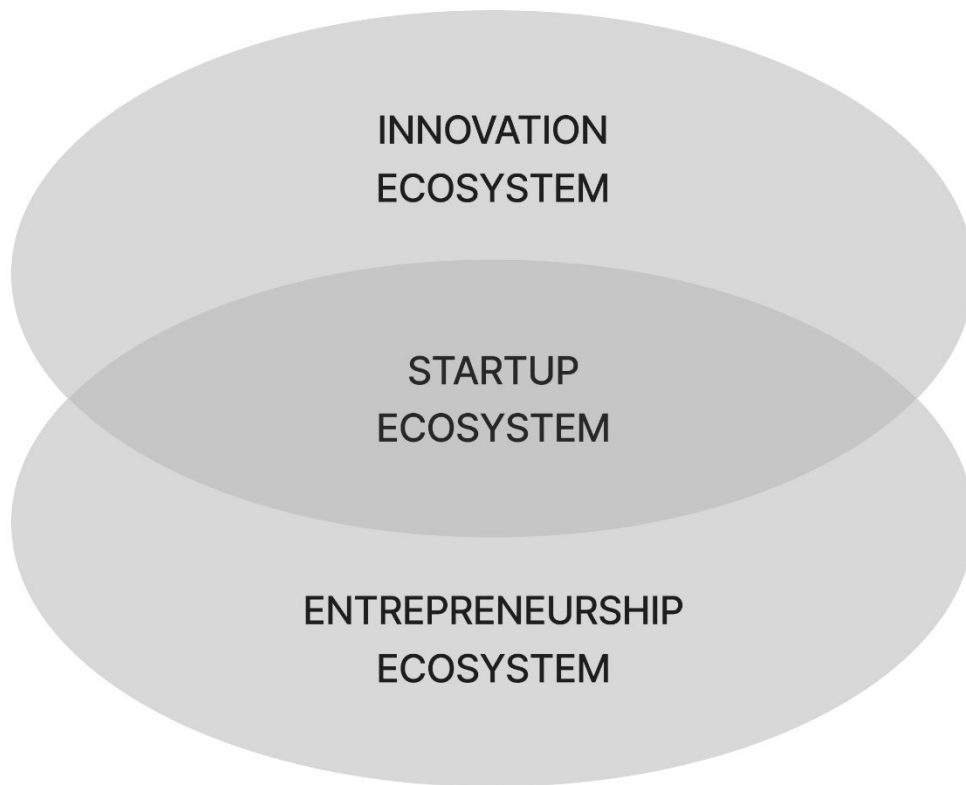 INNOVATION
ECOSYSTEM
STARTUP
ECOSYSTEM
ENTREPRENEURSHIP
ECOSYSTEM